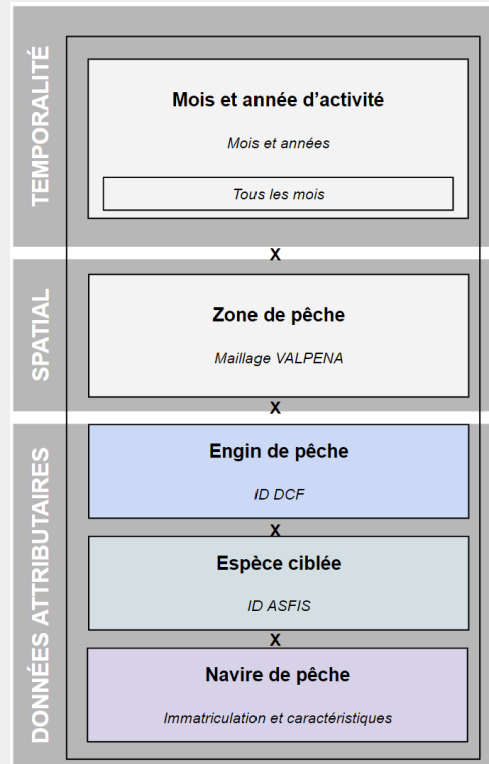 TEMPORALITÉ
Mois et année d'activité
Mois et années
Tous les mois
X
SPATIAL
Zone de pêche
Maillage VALPENA
X
DONNÉES ATTRIBUTAIRES
Engin de pêche
ID DCF
X
Espèce ciblée
ID ASFIS
X
Navire de pêche
Immatriculation et caractéristiques